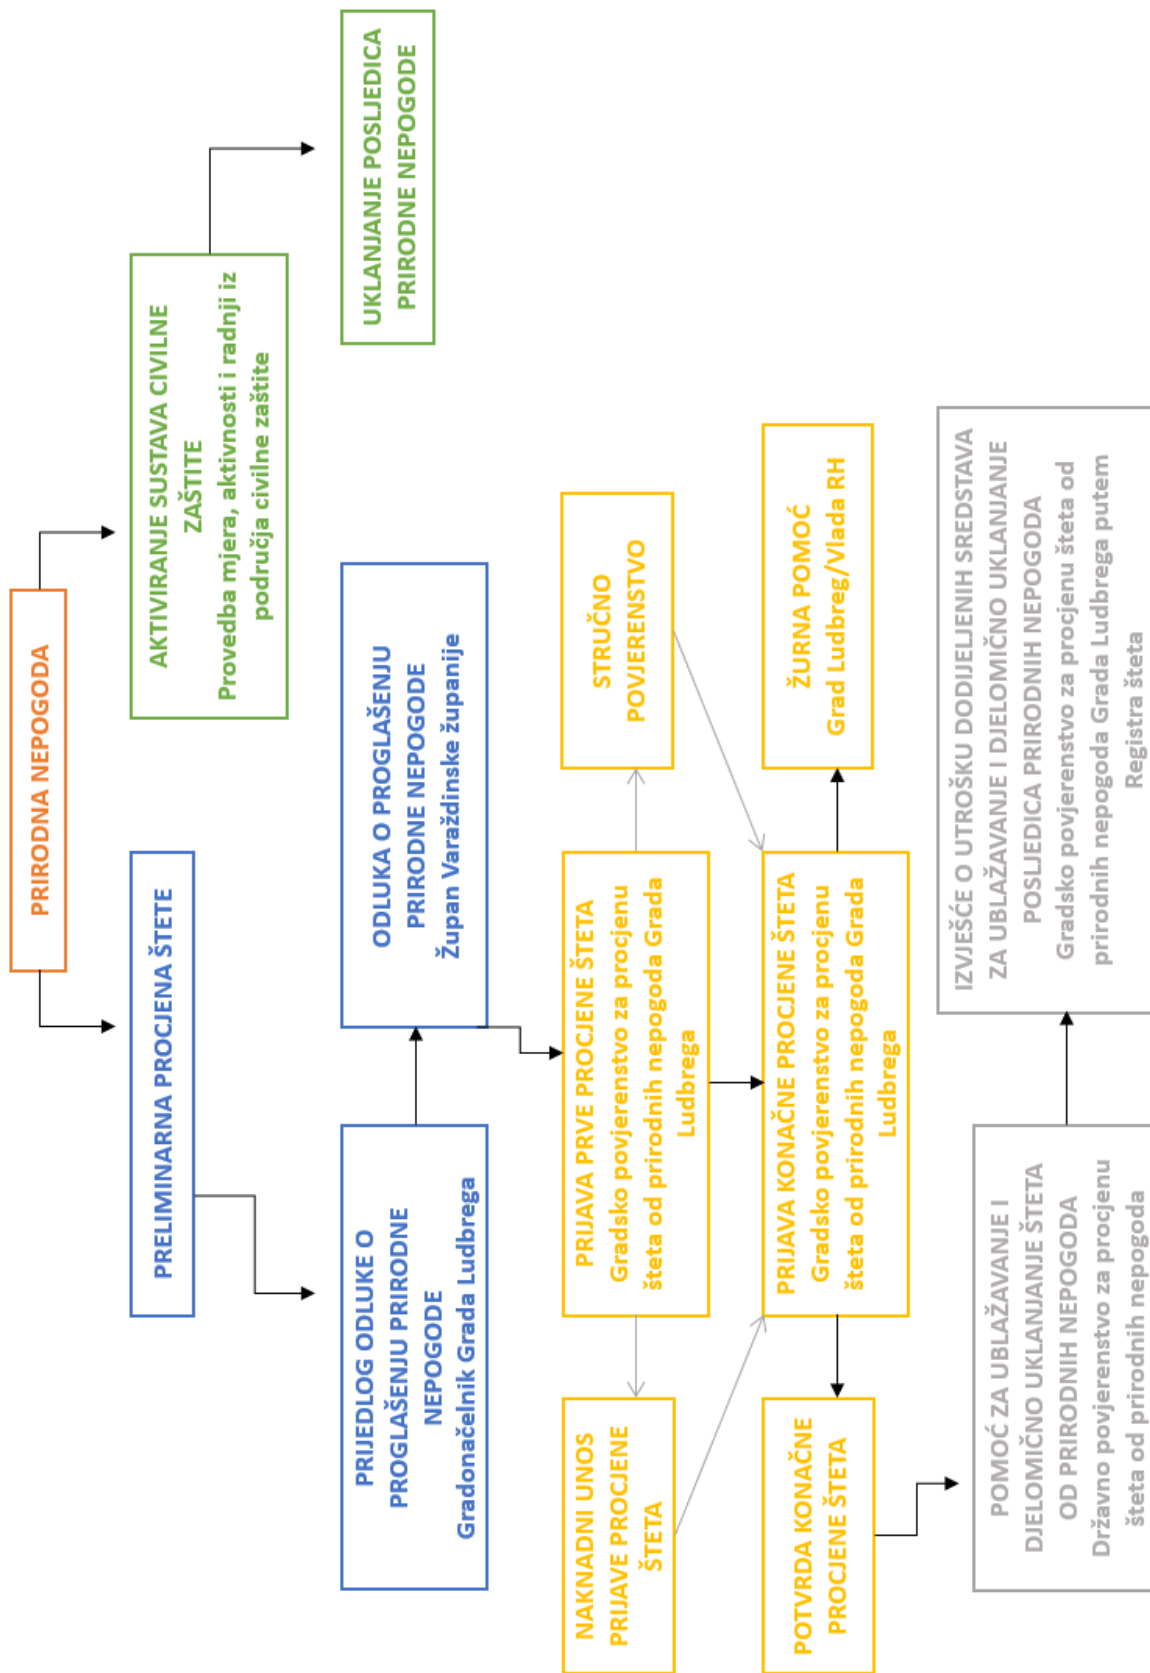 PRIRODNA NEPOGODA
PRELIMINARNA PROCJENA ŠTETE
AKTIVIRANJE SUSTAVA CIVILNE
ZAŠTITE
Provedba mjera, aktivnosti i radnji iz
područja civilne zaštite
PRIJEDLOG ODLUKE O
PROGLAŠENJU PRIRODNE
NEPOGODE
Gradonačelnik Grada Ludbrega
ODLUKA O PROGLAŠENJU
PRIRODNE NEPOGODE
Župan Varaždinske županije
UKLANJANJE POSLJEDICA
PRIRODNE NEPOGODE
NAKNADNI UNOS
PRIJAVE PROCJENE
ŠTETA
PRIJAVA PRVE PROCJENE ŠTETA
Gradsko povjerenstvo za procjenu
šteta od prirodnih nepogoda Grada
Ludbrega
STRUČNO
POVJERENSTVO
POTVRDA KONAČNE
PROCJENE ŠTETA
PRIJAVA KONAČNE PROCJENE ŠTETA
Gradsko povjerenstvo za procjenu
šteta od prirodnih nepogoda Grada
Ludbrega
ŽURNA POMOĆ
Grad Ludbreg/Vlada RH
POMOĆ ZA UBLAŽAVANJE I
DJELOMIČNO UKLANJANJE ŠTETA
OD PRIRODNIH NEPOGODA
Državno povjerenstvo za procjenu
šteta od prirodnih nepogoda
IZVJEŠĆE O UTROŠKU DODIJELJENIH SREDSTAVA
ZA UBLAŽAVANJE I DJELOMIČNO UKLANJANJE
POSLJEDICA PRIRODNIH NEPOGODA
Gradsko povjerenstvo za procjenu šteta od
prirodnih nepogoda Grada Ludbrega putem
Registra šteta